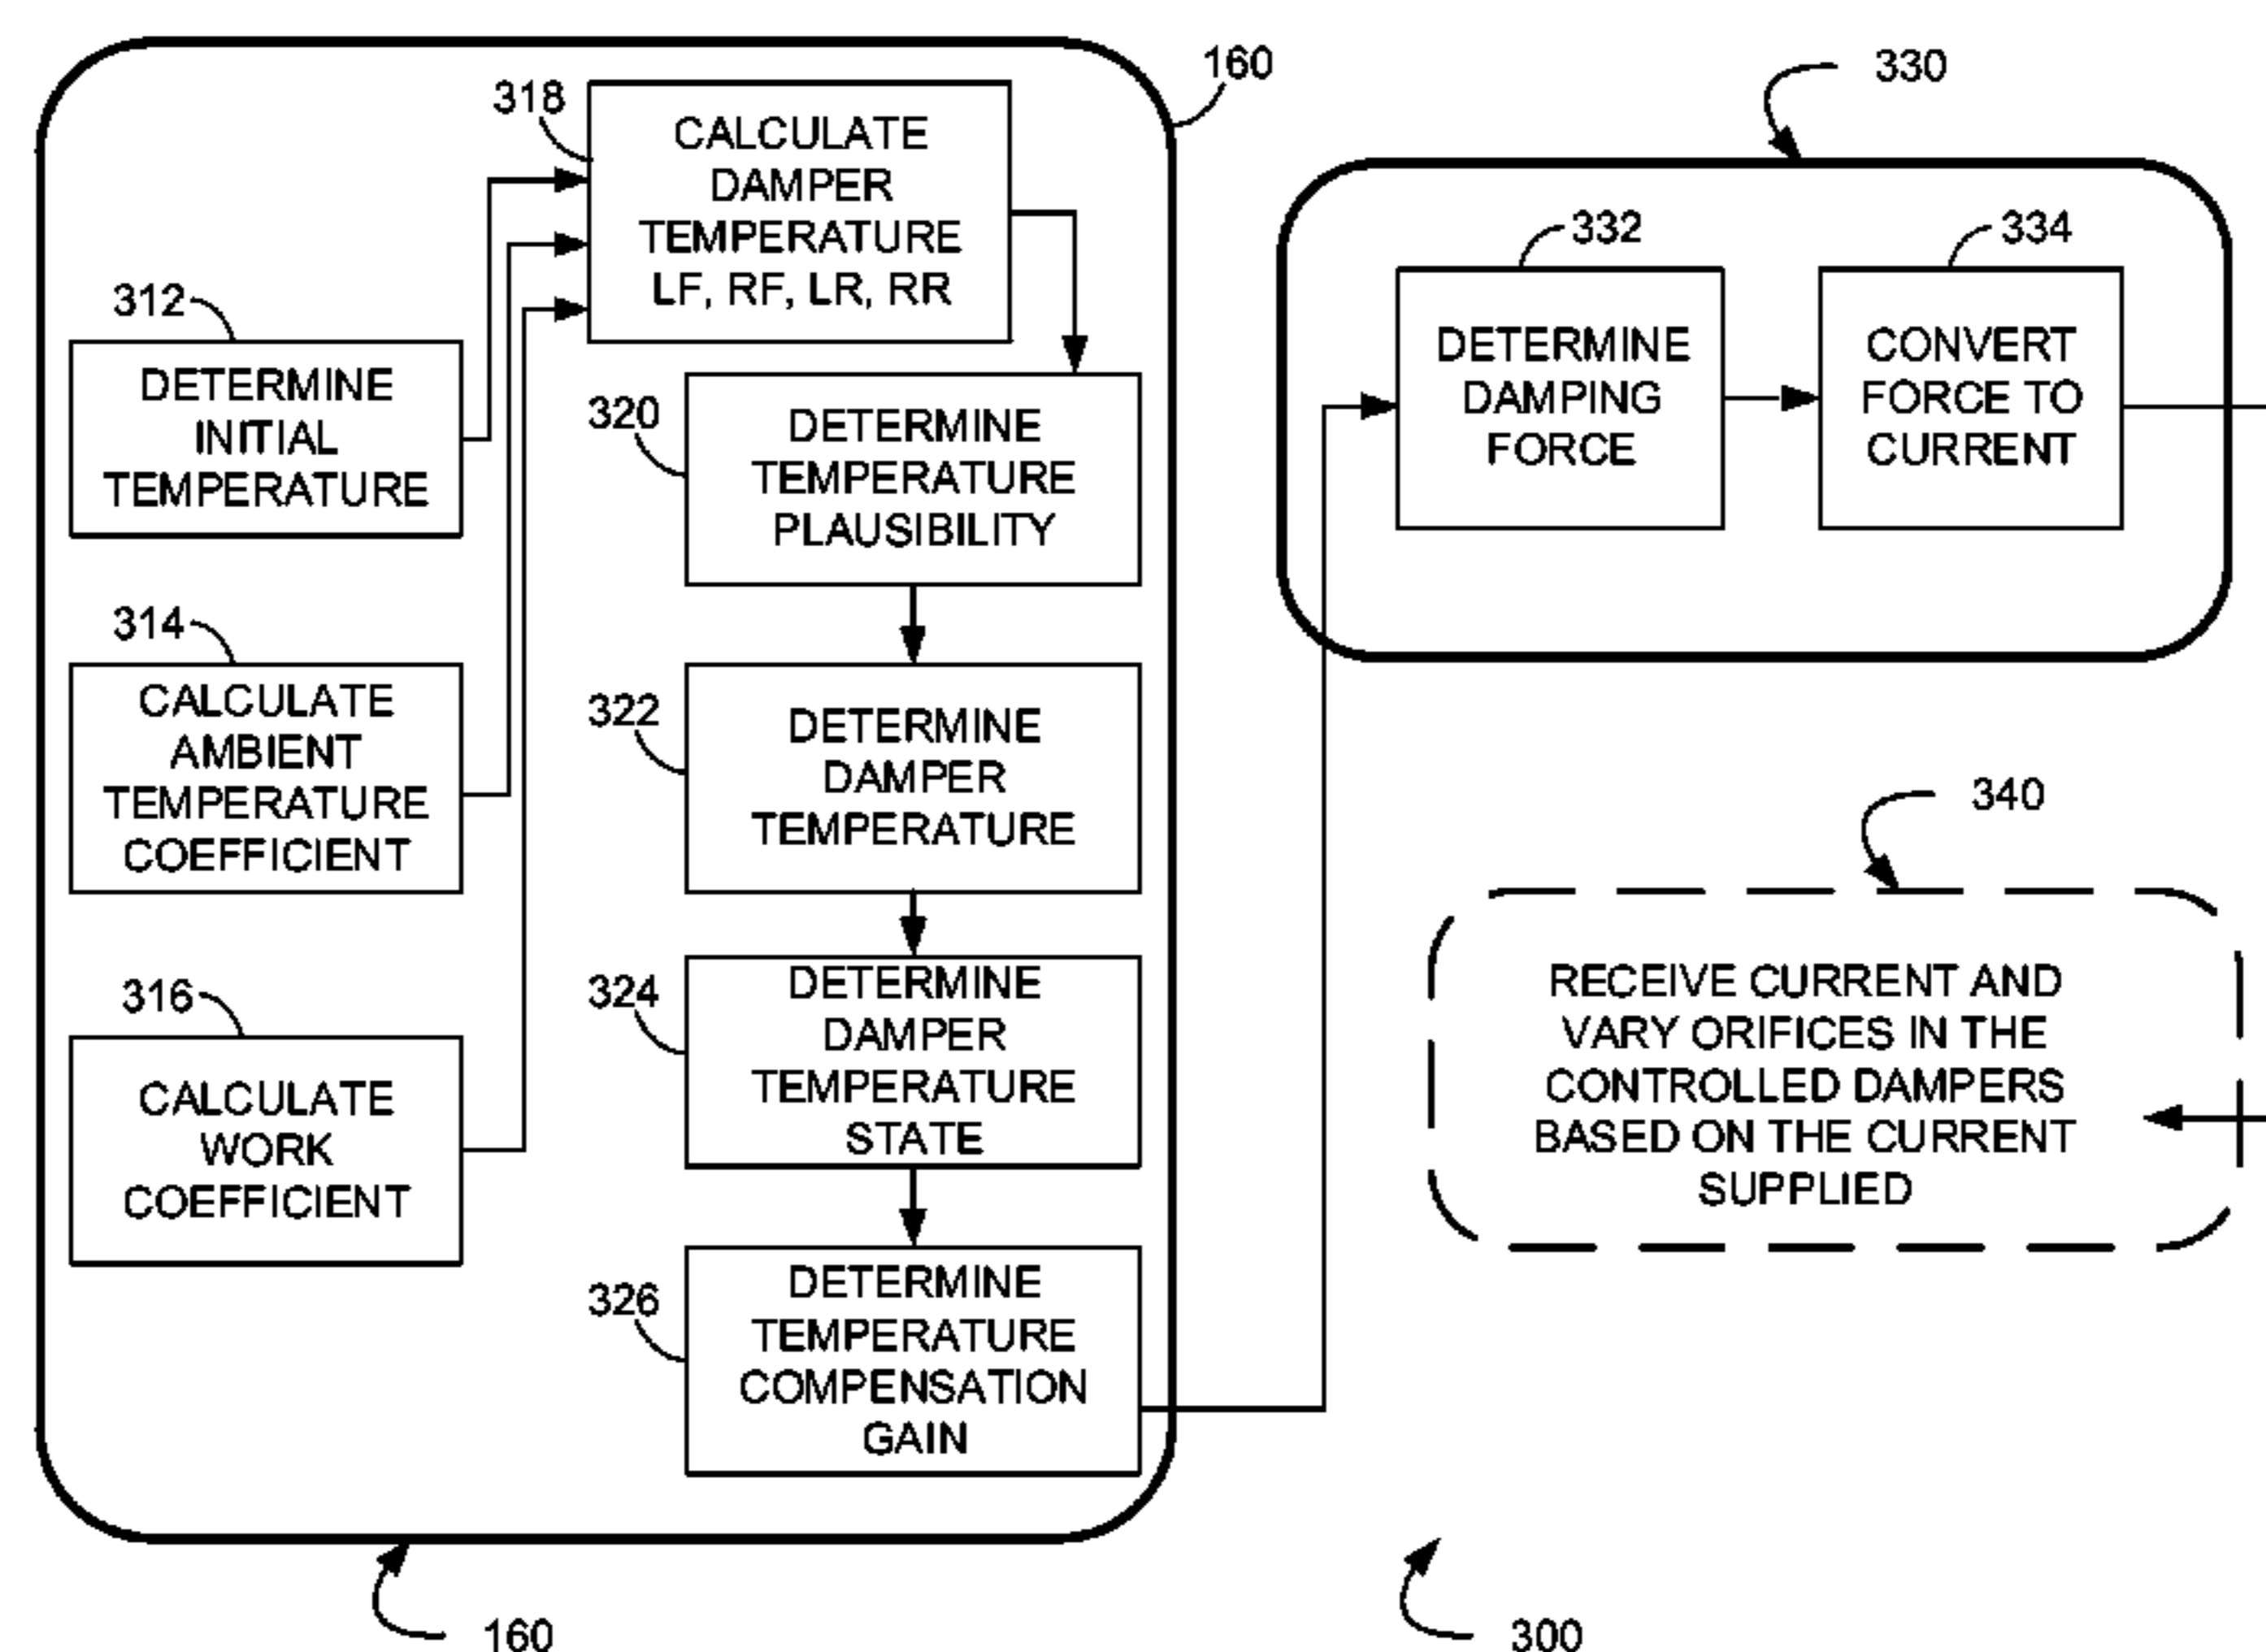 160
318
CALCULATE
DAMPER
TEMPERATURE
LF, RF, LR, RR
312
DETERMINE
INITIAL
TEMPERATURE
314
CALCULATE
AMBIENT
TEMPERATURE
COEFFICIENT
316
CALCULATE
WORK
COEFFICIENT
320
DETERMINE
TEMPERATURE
PLAUSIBILITY
322
DETERMINE
DAMPER
TEMPERATURE
324
DETERMINE
DAMPER
TEMPERATURE
STATE
326
DETERMINE
TEMPERATURE
COMPENSATION
GAIN
160
330
332
DETERMINE
DAMPING
FORCE
334
CONVERT
FORCE TO
CURRENT
340
RECEIVE CURRENT AND
VARY ORIFICES IN THE
CONTROLLED DAMPERS
BASED ON THE CURRENT
SUPPLIED
300